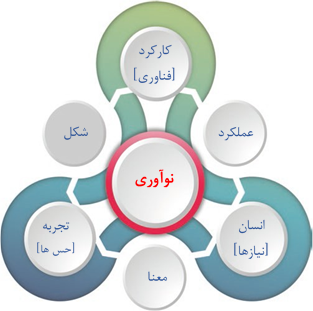 کارکرد
[فناوری]
عملکرد
شکل
نوآوری
انسان
[نیازها]
تجربه
[حس ها]
معنا